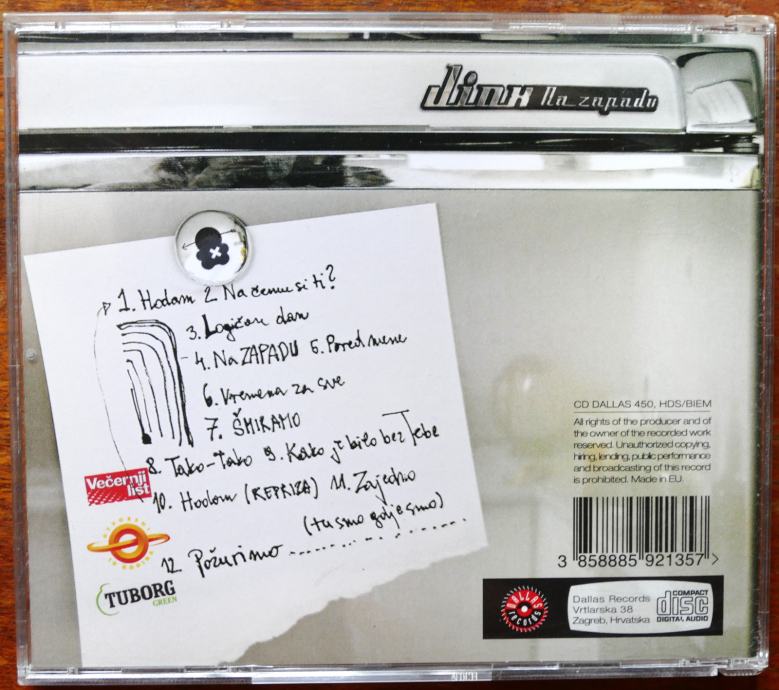 Jinx Na zapadu
1. Hodam 2. Na čemu si ti?
3. Logičan dan
4. Na ZAPADU 5. Pored mene
6. Vremena za sve
7. ŠMIRAMO
8. Tako-Tako 9. Kako je bilo bez Tebe
10. Hodam (REPRIZA) 11. Zajedno
(tu smo gdje smo)
12. Požurimo
Večernji
list
TUBORG
GREEN
CD DALLAS 450, HDS/BIEM
All rights of the producer and of
the owner of the recorded work
reserved. Unauthorized copying,
hiring, lending, public performance
and broadcasting of this record
is prohibited. Made in EU.
3 858885 921357 >
DALLAS
records
Dallas Records
Vrtlarska 38
Zagreb, Hrvatska
COMPACT
disc
DIGITAL AUDIO